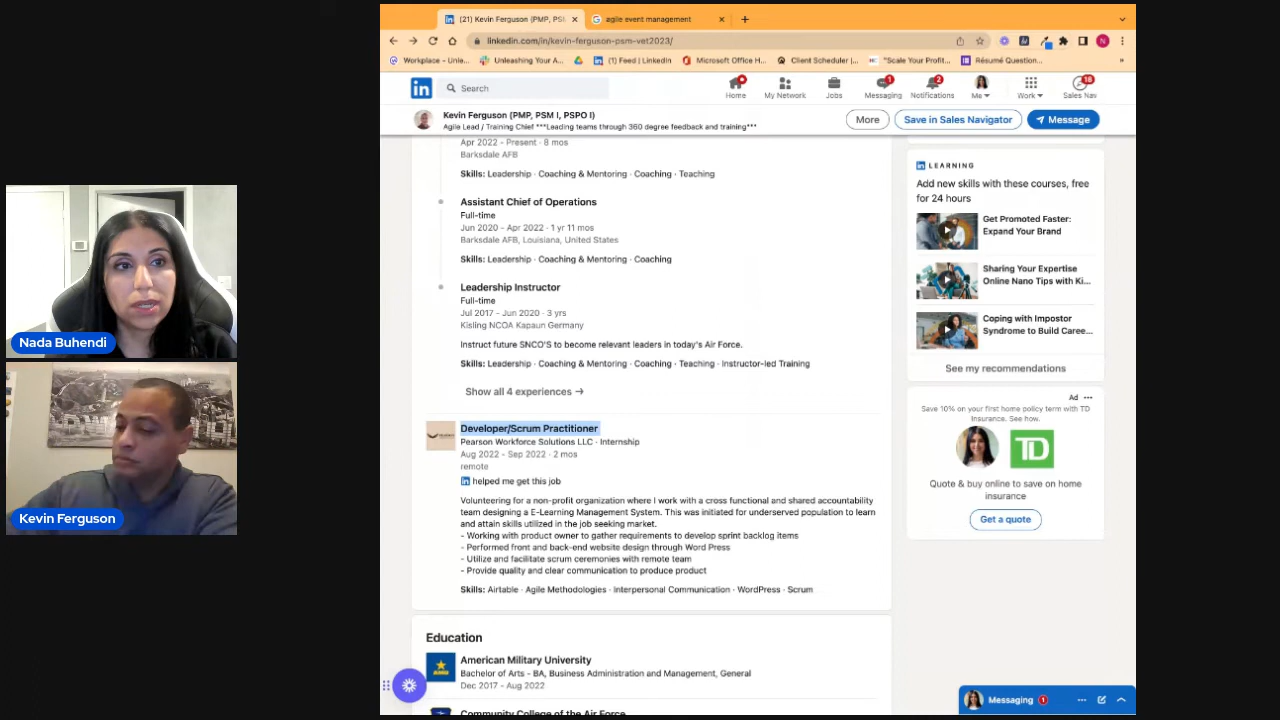 (21) Kevin Ferguson (PMP, PSM
agile event management
linkedin.com/in/kevin-ferguson-psm-vet2023/
Workplace - Unle...
Unleashing Your A...
(1) Feed | LinkedIn
Microsoft Office H...
Client Scheduler |...
"Scale Your Profit...
Résumé Question...
»
in
Search
Home
My Network
Jobs
1
Messaging
2
Notifications
Me
Work
Sales Nav
Kevin Ferguson (PMP, PSM I, PSPO I)
Agile Lead / Training Chief ***Leading teams through 360 degree feedback and training***
More
Save in Sales Navigator
Message
Apr 2022 - Present · 8 mos
Barksdale AFB
Skills: Leadership · Coaching & Mentoring · Coaching · Teaching
Assistant Chief of Operations
Full-time
Jun 2020 - Apr 2022 · 1 yr 11 mos
Barksdale AFB, Louisiana, United States
Skills: Leadership · Coaching & Mentoring · Coaching
Leadership Instructor
Full-time
Jul 2017 - Jun 2020 · 3 yrs
Kisling NCOA Kapaun Germany
Instruct future SNCO'S to become relevant leaders in today's Air Force.
Skills: Leadership · Coaching & Mentoring · Coaching · Teaching · Instructor-led Training
Show all 4 experiences →
Developer/Scrum Practitioner
Pearson Workforce Solutions LLC · Internship
Aug 2022 - Sep 2022 · 2 mos
remote
in helped me get this job
Volunteering for a non-profit organization where I work with a cross functional and shared accountability
team designing a E-Learning Management System. This was initiated for underserved population to learn
and attain skills utilized in the job seeking market.
- Working with product owner to gather requirements to develop sprint backlog items
- Performed front and back-end website design through Word Press
- Utilize and facilitate scrum ceremonies with remote team
- Provide quality and clear communication to produce product
Skills: Airtable · Agile Methodologies · Interpersonal Communication · WordPress · Scrum
Education
American Military University
Bachelor of Arts - BA, Business Administration and Management, General
Dec 2017 - Aug 2022
Community College of the Air Force
in LEARNING
Add new skills with these courses, free
for 24 hours
Get Promoted Faster:
Expand Your Brand
Sharing Your Expertise
Online Nano Tips with Ki...
Coping with Impostor
Syndrome to Build Caree...
See my recommendations
Ad ···
Save 10% on your first home policy term with TD
Insurance. See how.
TD
Quote & buy online to save on home
insurance
Get a quote
Messaging 1
Nada Buhendi
Kevin Ferguson